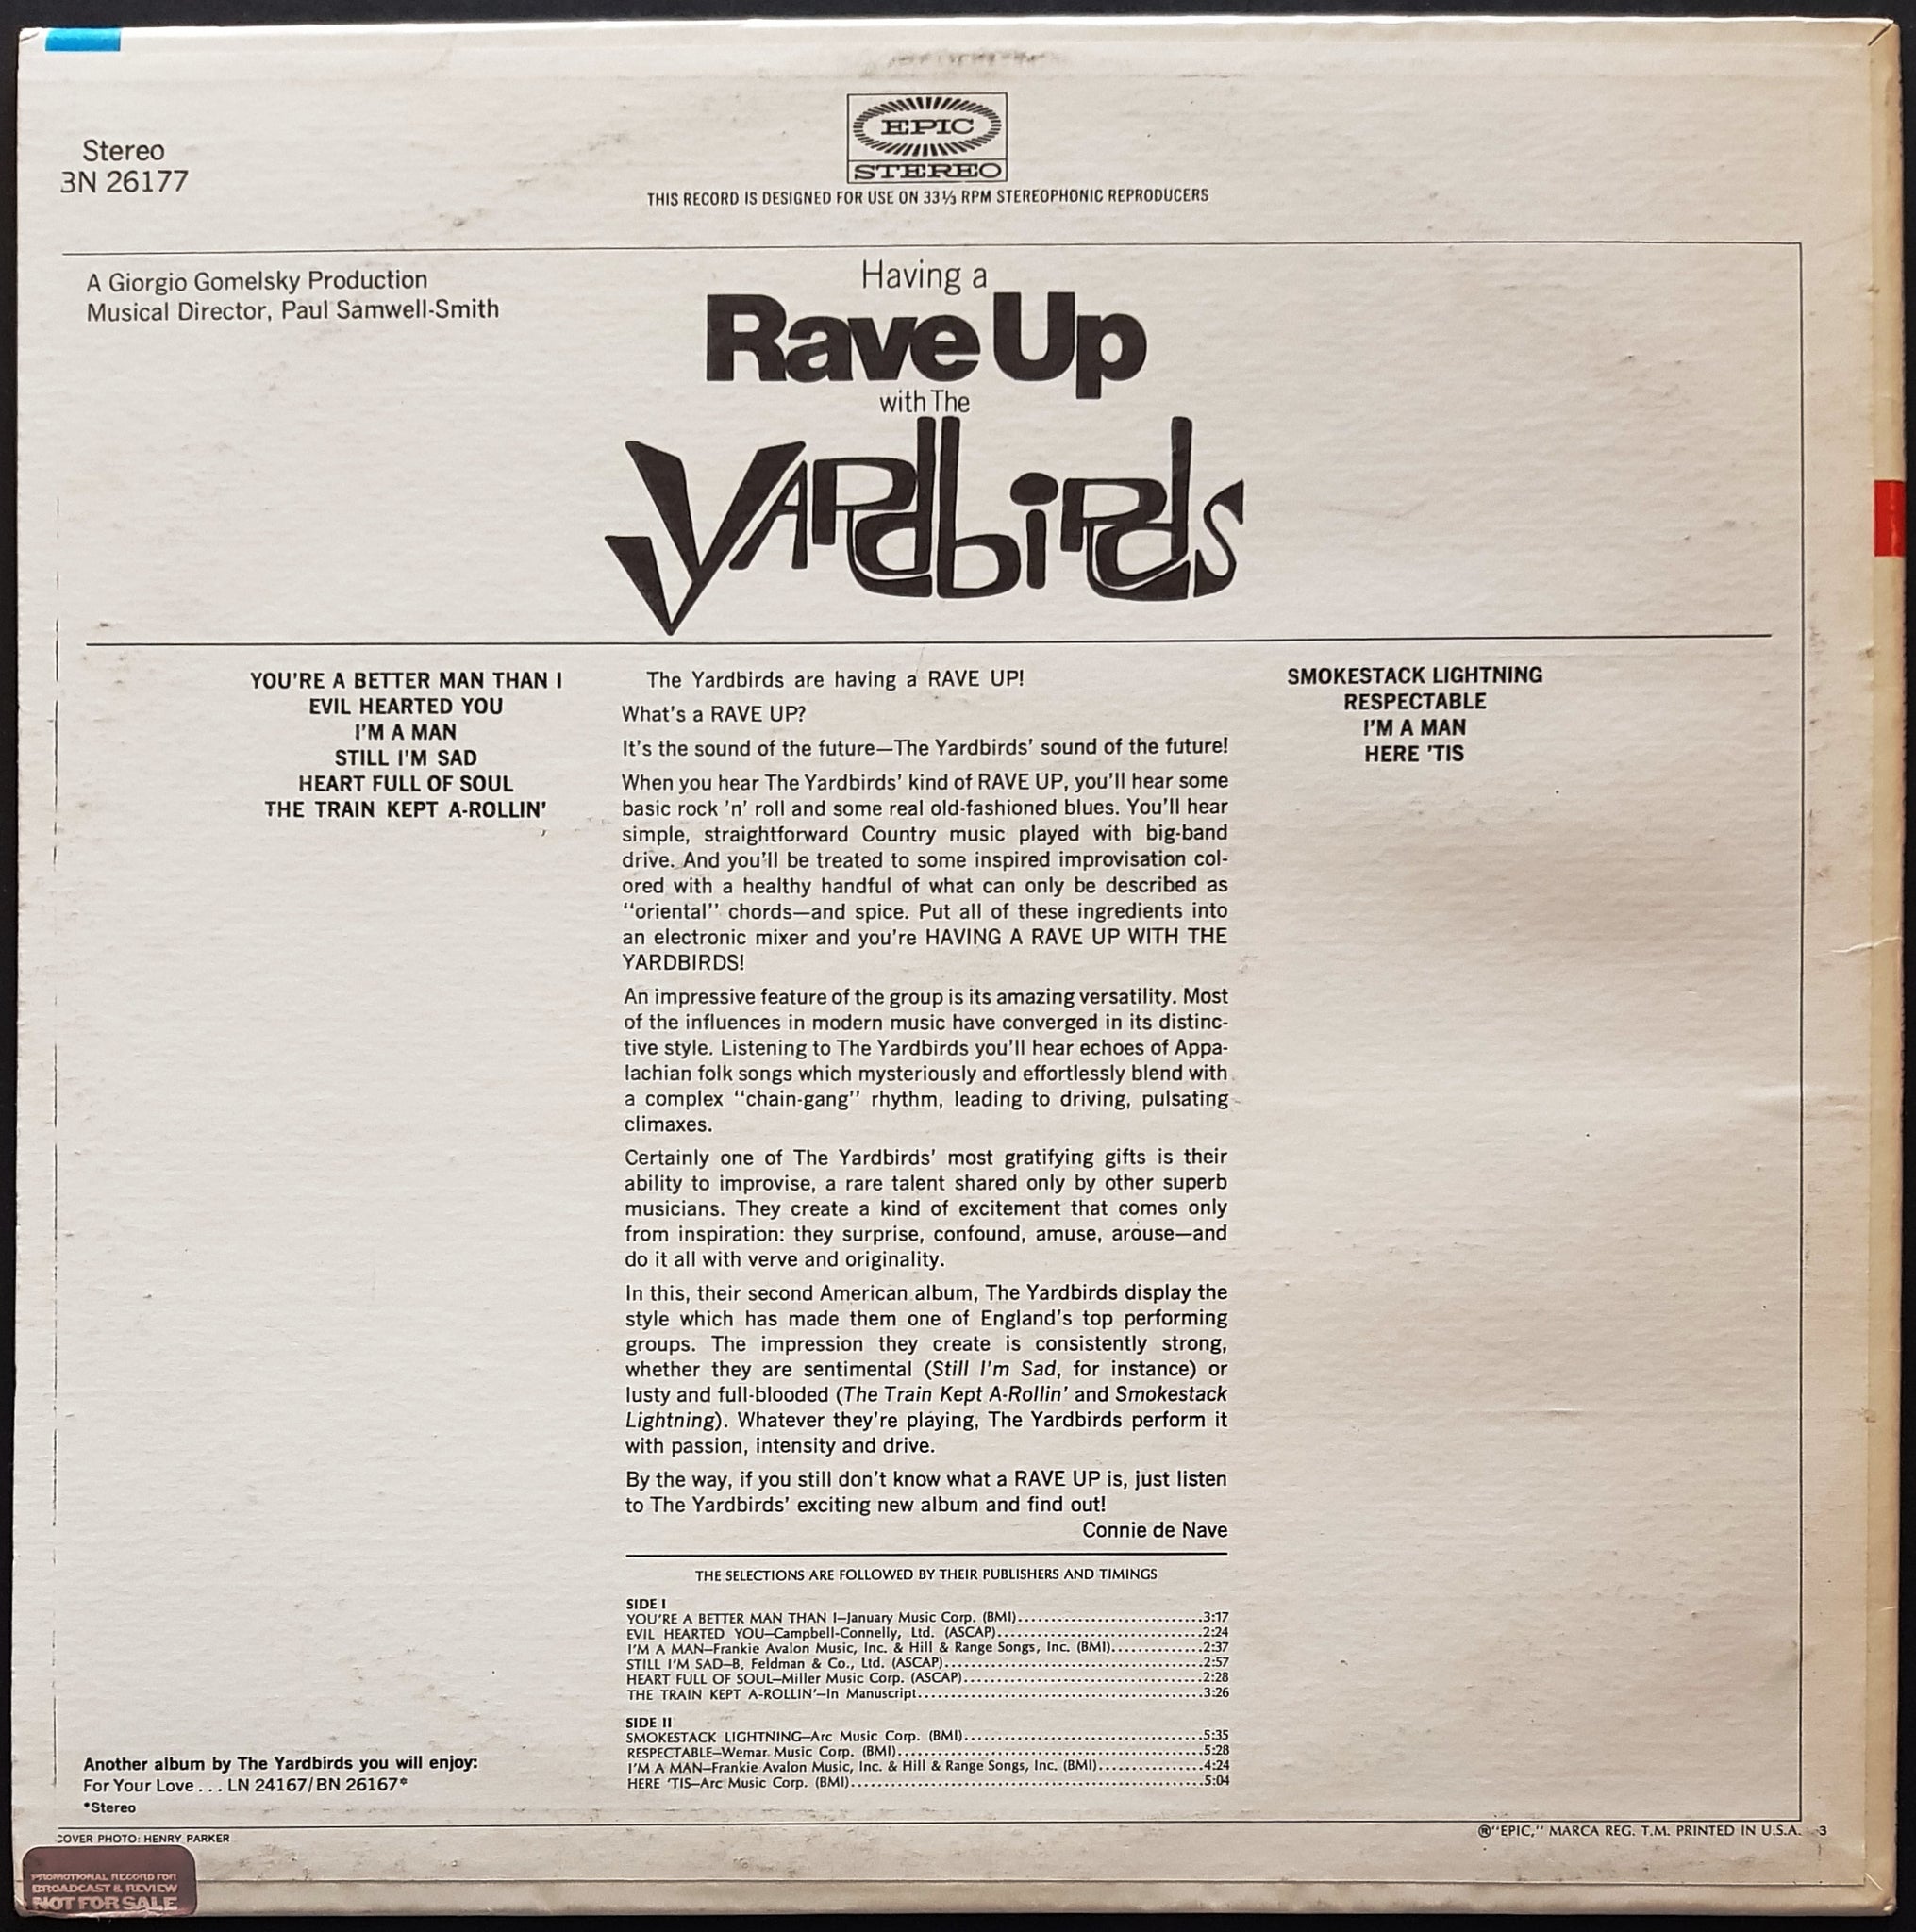 Stereo
3N 26177
EPIC
STEREO
THIS RECORD IS DESIGNED FOR USE ON 33⅓ RPM STEREOPHONIC REPRODUCERS
A Giorgio Gomelsky Production
Musical Director, Paul Samwell-Smith
Having a
Rave Up
with The
YARdbiRds
YOU'RE A BETTER MAN THAN I
EVIL HEARTED YOU
I'M A MAN
STILL I'M SAD
HEART FULL OF SOUL
THE TRAIN KEPT A-ROLLIN'
The Yardbirds are having a RAVE UP!
What's a RAVE UP?
It's the sound of the future—The Yardbirds' sound of the future!
When you hear The Yardbirds' kind of RAVE UP, you'll hear some
basic rock 'n' roll and some real old-fashioned blues. You'll hear
simple, straightforward Country music played with big-band
drive. And you'll be treated to some inspired improvisation col-
ored with a healthy handful of what can only be described as
"oriental" chords—and spice. Put all of these ingredients into
an electronic mixer and you're HAVING A RAVE UP WITH THE
YARDBIRDS!
An impressive feature of the group is its amazing versatility. Most
of the influences in modern music have converged in its distinc-
tive style. Listening to The Yardbirds you'll hear echoes of Appa-
lachian folk songs which mysteriously and effortlessly blend with
a complex "chain-gang" rhythm, leading to driving, pulsating
climaxes.
Certainly one of The Yardbirds' most gratifying gifts is their
ability to improvise, a rare talent shared only by other superb
musicians. They create a kind of excitement that comes only
from inspiration: they surprise, confound, amuse, arouse—and
do it all with verve and originality.
In this, their second American album, The Yardbirds display the
style which has made them one of England's top performing
groups. The impression they create is consistently strong,
whether they are sentimental (Still I'm Sad, for instance) or
lusty and full-blooded (The Train Kept A-Rollin' and Smokestack
Lightning). Whatever they're playing, The Yardbirds perform it
with passion, intensity and drive.
By the way, if you still don't know what a RAVE UP is, just listen
to The Yardbirds' exciting new album and find out!
Connie de Nave
SMOKESTACK LIGHTNING
RESPECTABLE
I'M A MAN
HERE 'TIS
THE SELECTIONS ARE FOLLOWED BY THEIR PUBLISHERS AND TIMINGS
SIDE I
YOU'RE A BETTER MAN THAN I—January Music Corp. (BMI)..............................3:17
EVIL HEARTED YOU—Campbell-Connelly, Ltd. (ASCAP)..............................2:24
I'M A MAN—Frankie Avalon Music, Inc. & Hill & Range Songs, Inc. (BMI)..............2:37
STILL I'M SAD—B. Feldman & Co., Ltd. (ASCAP)..............................2:57
HEART FULL OF SOUL—Miller Music Corp. (ASCAP)..............................2:28
THE TRAIN KEPT A-ROLLIN'—In Manuscript..............................3:26
SIDE II
SMOKESTACK LIGHTNING—Arc Music Corp. (BMI)..............................5:35
RESPECTABLE—Wemar Music Corp. (BMI)..............................5:28
I'M A MAN—Frankie Avalon Music, Inc. & Hill & Range Songs, Inc. (BMI)..............4:24
HERE 'TIS—Arc Music Corp. (BMI)..............................5:04
Another album by The Yardbirds you will enjoy:
For Your Love . . . LN 24167/BN 26167*
*Stereo
COVER PHOTO: HENRY PARKER
®"EPIC," MARCA REG. T.M. PRINTED IN U.S.A. 3
PROMOTIONAL RECORD FOR
BROADCAST & REVIEW
NOT FOR SALE